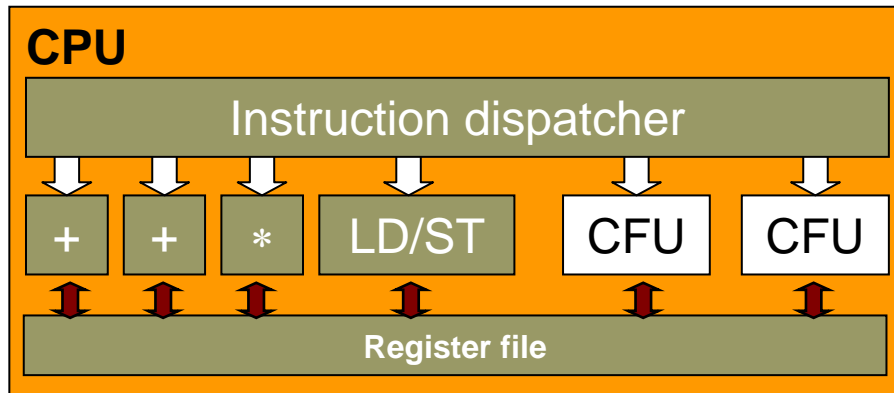 CPU
Instruction dispatcher
+ + * LD/ST CFU CFU
Register file